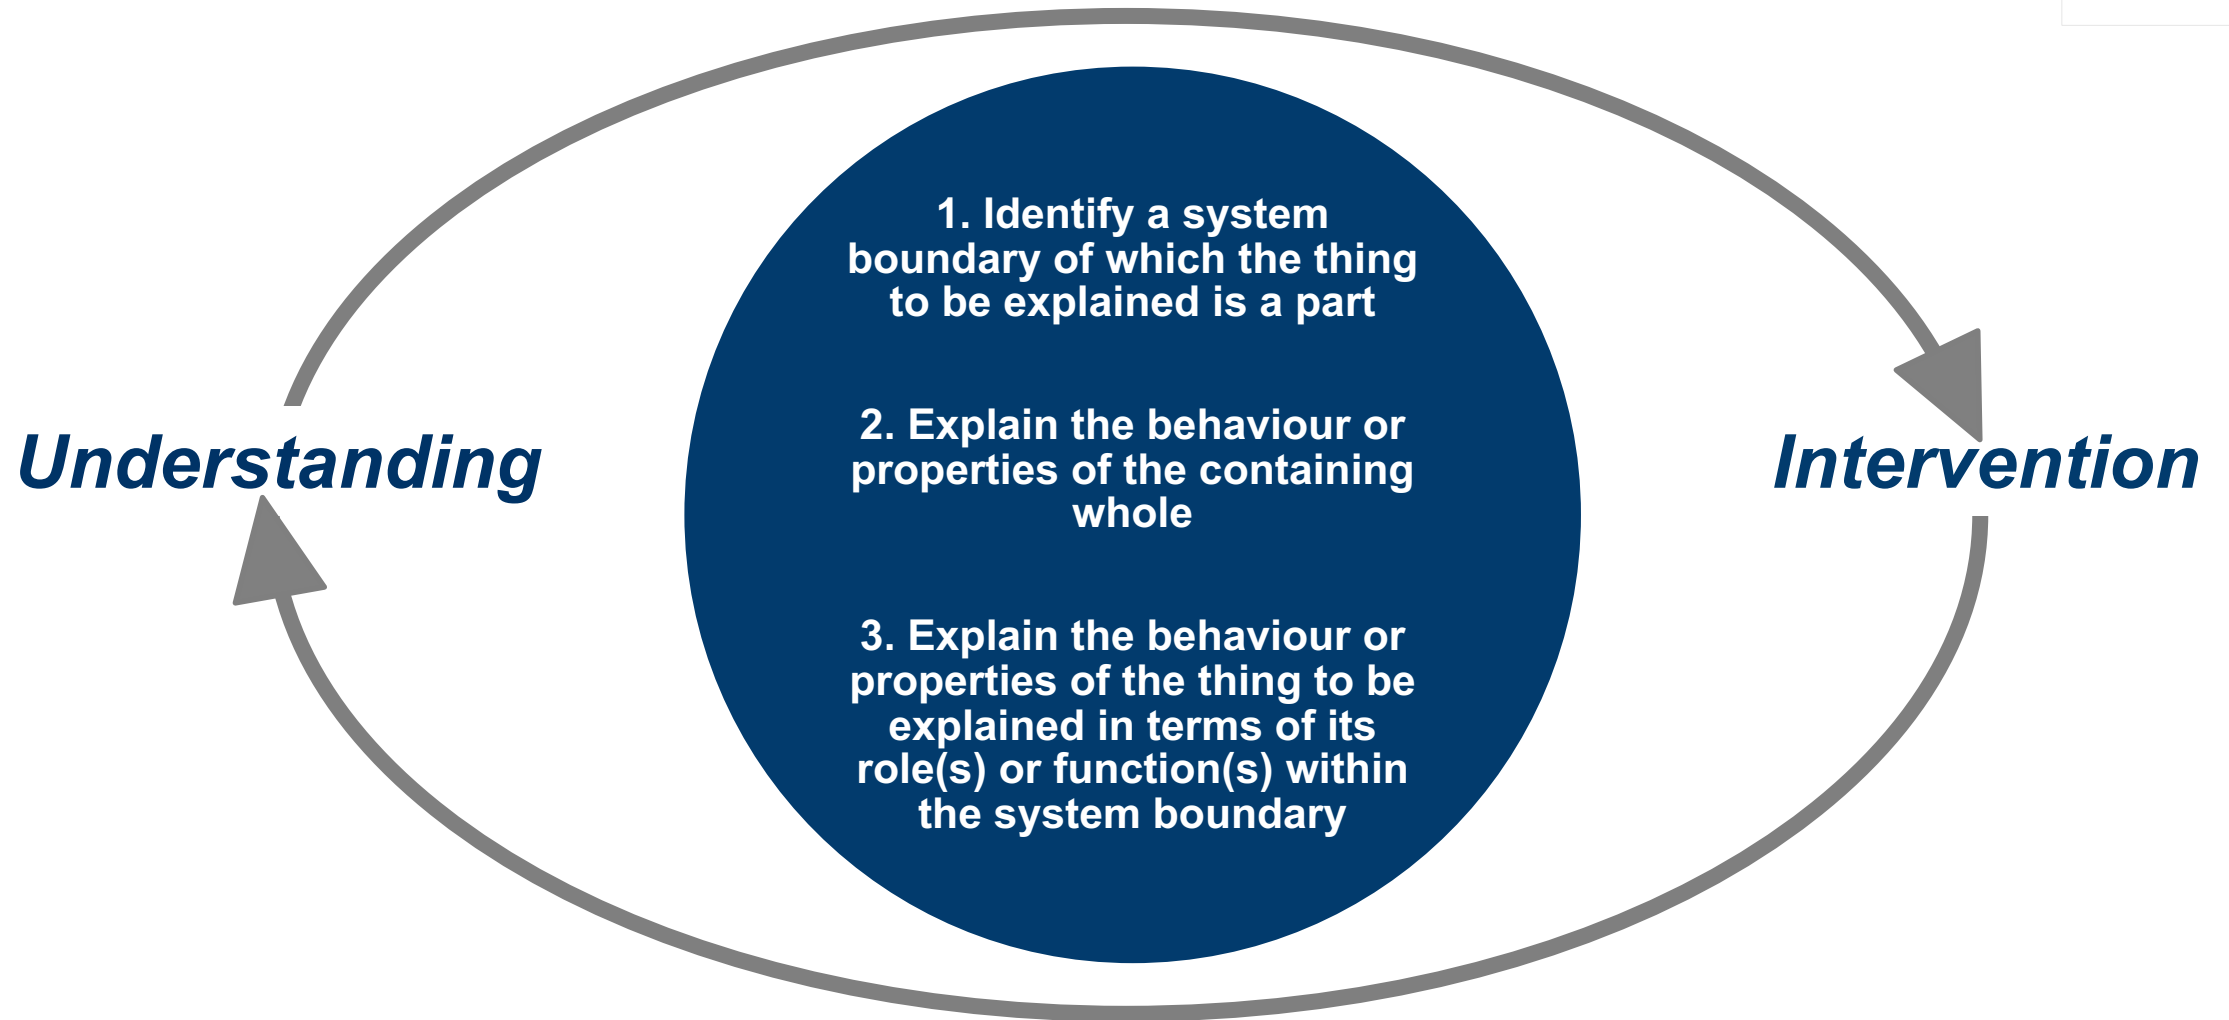 1. Identify a system
boundary of which the thing
to be explained is a part
2. Explain the behaviour or
properties of the containing
whole
3. Explain the behaviour or
properties of the thing to be
explained in terms of its
role(s) or function(s) within
the system boundary
Understanding
Intervention